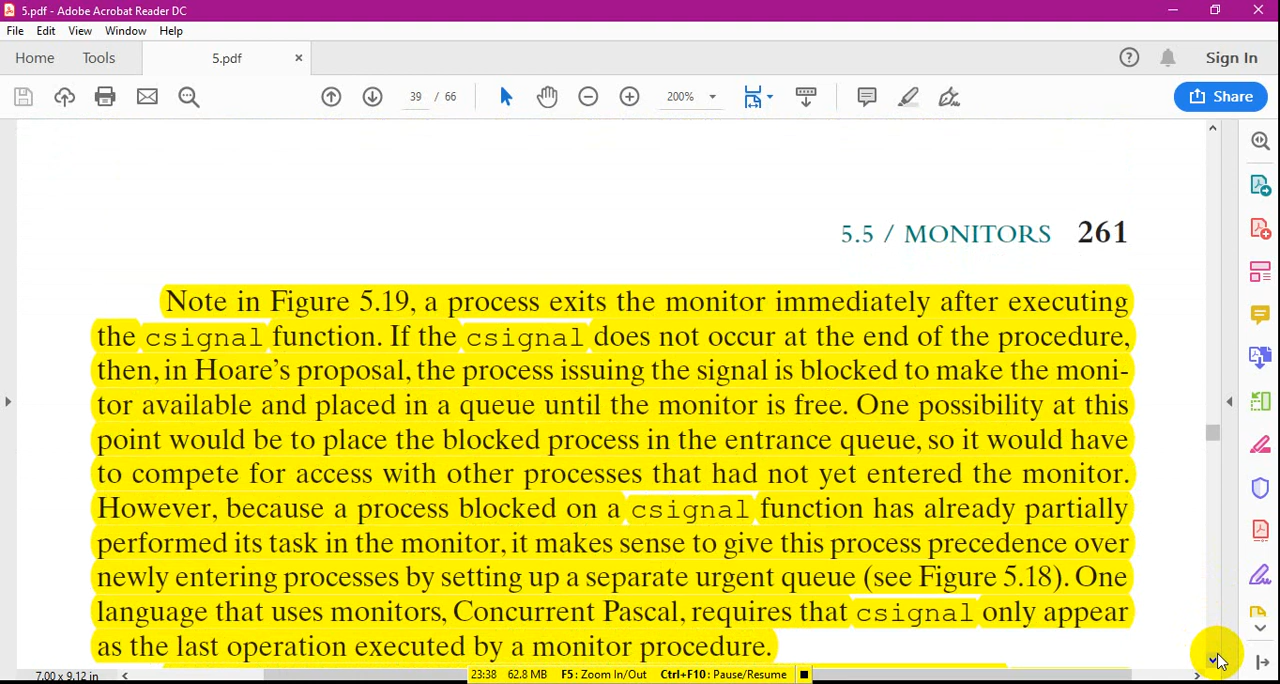 5.pdf - Adobe Acrobat Reader DC
File Edit View Window Help
Home Tools 5.pdf × Sign In
39 / 66 200% Share
5.5 / MONITORS 261
Note in Figure 5.19, a process exits the monitor immediately after executing
the csignal function. If the csignal does not occur at the end of the procedure,
then, in Hoare's proposal, the process issuing the signal is blocked to make the moni-
tor available and placed in a queue until the monitor is free. One possibility at this
point would be to place the blocked process in the entrance queue, so it would have
to compete for access with other processes that had not yet entered the monitor.
However, because a process blocked on a csignal function has already partially
performed its task in the monitor, it makes sense to give this process precedence over
newly entering processes by setting up a separate urgent queue (see Figure 5.18). One
language that uses monitors, Concurrent Pascal, requires that csignal only appear
as the last operation executed by a monitor procedure.
7.00 x 9.12 in
23:38 62.8 MB F5: Zoom In/Out Ctrl+F10: Pause/Resume